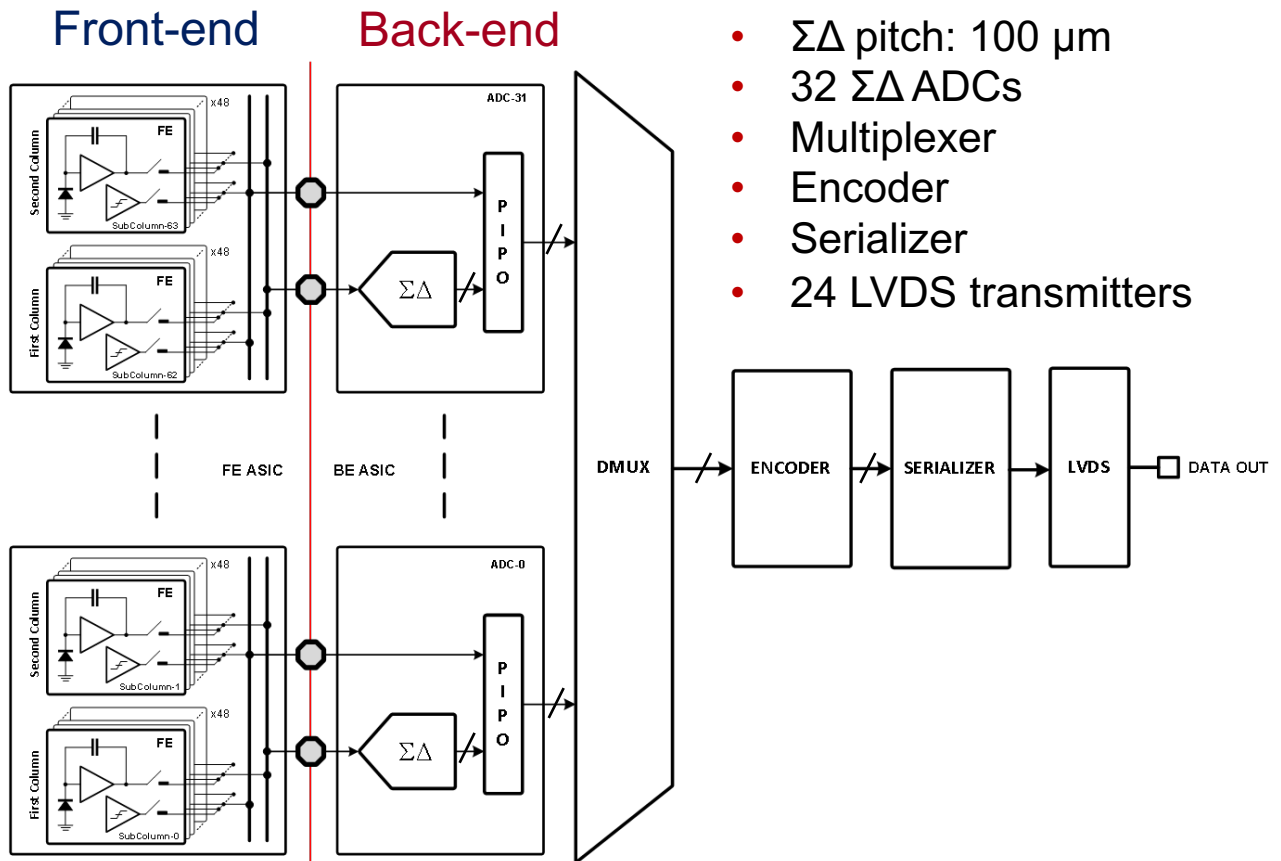 Front-end
Back-end
• ΣΔ pitch: 100 µm
• 32 ΣΔ ADCs
• Multiplexer
• Encoder
• Serializer
• 24 LVDS transmitters
x48
FE
Second Column
SubColumn-63
x48
FE
First Column
SubColumn-62
ADC-31
PIPO
ΣΔ
FE ASIC
BE ASIC
x48
FE
Second Column
SubColumn-1
x48
FE
First Column
SubColumn-0
ADC-0
PIPO
ΣΔ
DMUX
ENCODER
SERIALIZER
LVDS
DATA OUT